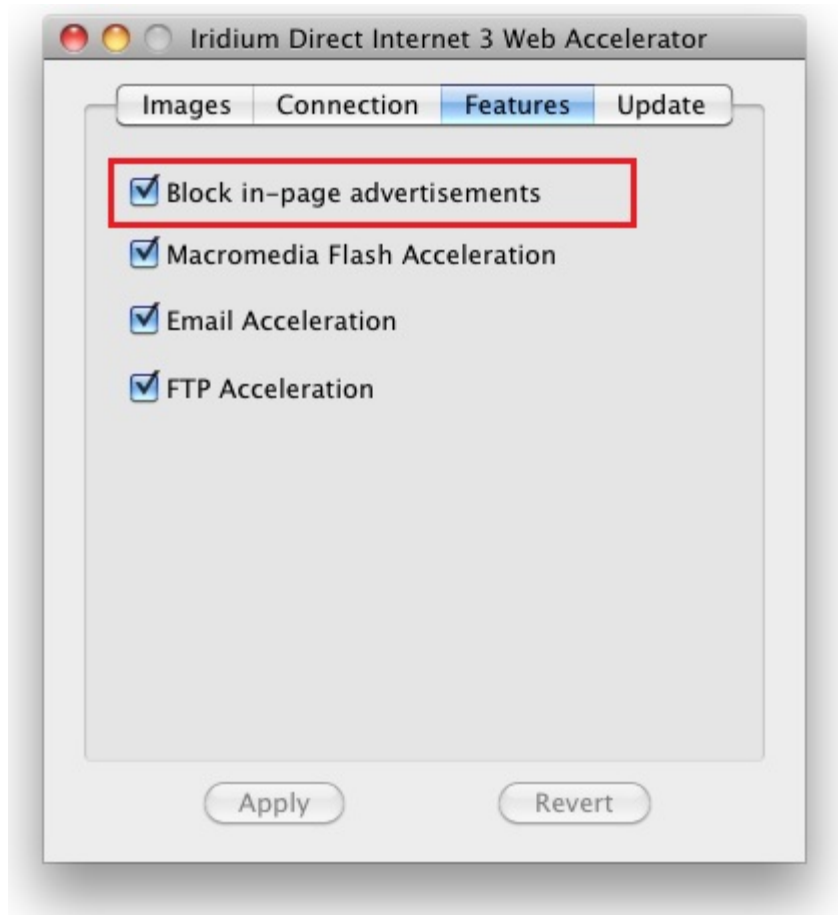 Iridium Direct Internet 3 Web Accelerator
Images Connection Features Update
Block in-page advertisements
Macromedia Flash Acceleration
Email Acceleration
FTP Acceleration
Apply Revert